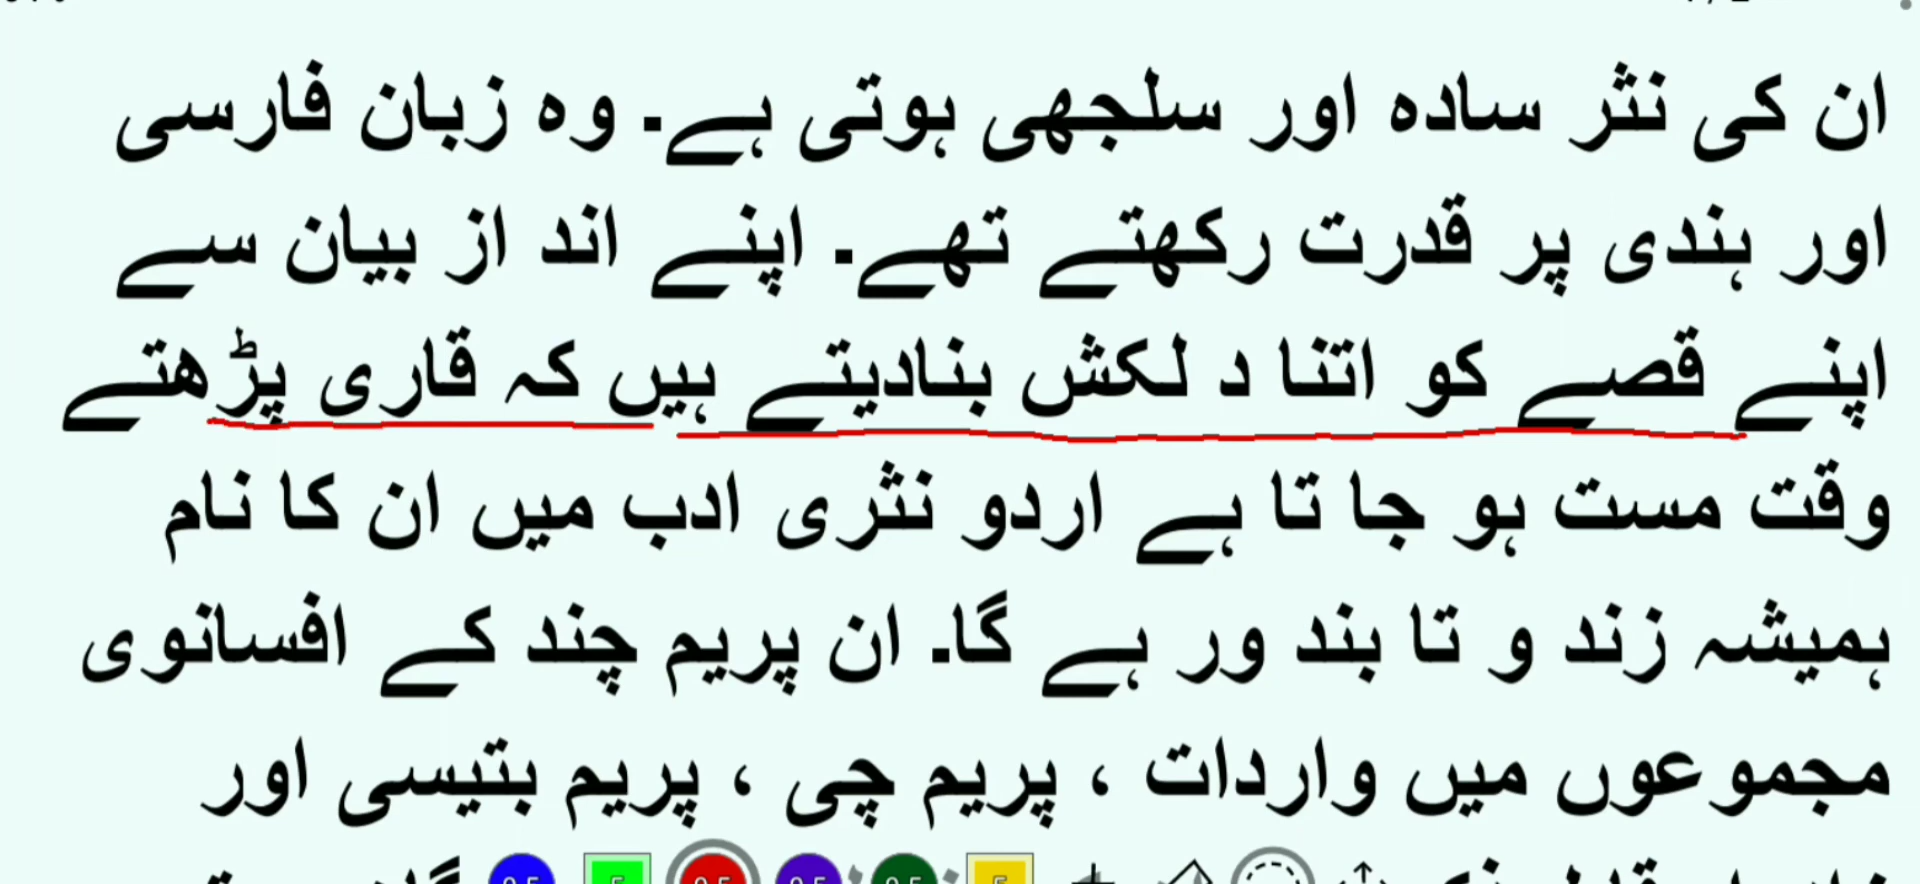 ان کی نثر سادہ اور سلجھی ہوتی ہے۔ وہ زبان فارسی
اور ہندی پر قدرت رکھتے تھے۔ اپنے اند از بیان سے
اپنے قصے کو اتنا د لکش بنادیتے ہیں کہ قاری پڑھتے
وقت مست ہو جا تا ہے اردو نثری ادب میں ان کا نام
ہمیشہ زند و تا بند ور ہے گا۔ ان پریم چند کے افسانوی
مجموعوں میں واردات ، پریم چی ، پریم بتیسی اور